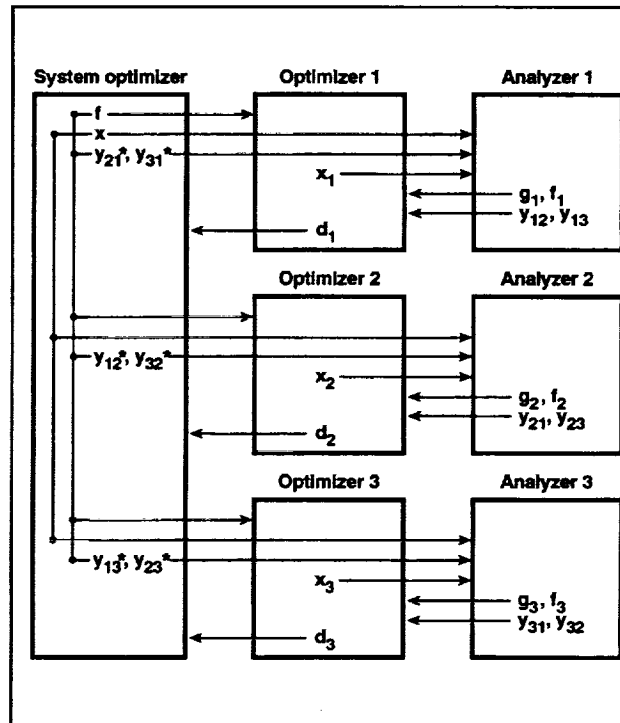 System optimizer
Optimizer 1
Analyzer 1
f
x
y21*, y31*
x1
g1, f1
y12, y13
d1
Optimizer 2
Analyzer 2
y12*, y32*
x2
g2, f2
y21, y23
d2
Optimizer 3
Analyzer 3
y13*, y23*
x3
g3, f3
y31, y32
d3